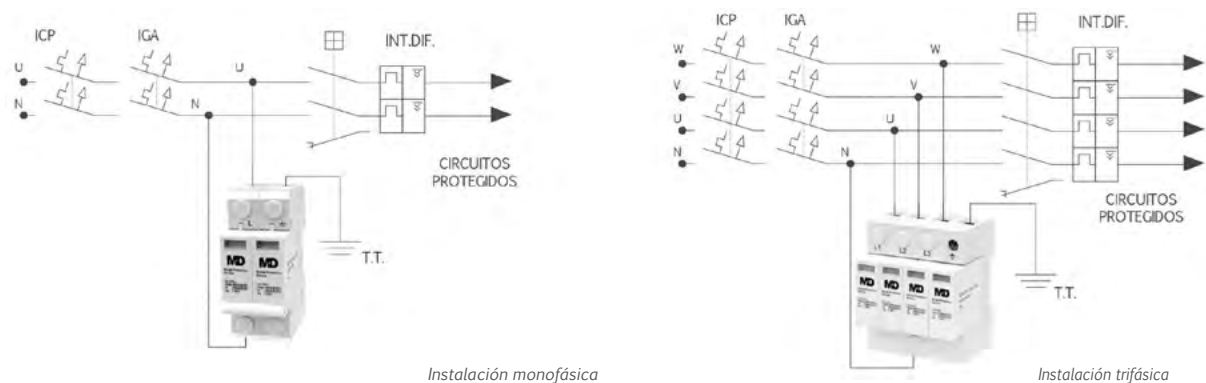 ICP IGA INT.DIF.
U
U
N
N
CIRCUITOS
PROTEGIDOS
L
MD MD
T.T.
Instalación monofásica
ICP IGA INT.DIF.
W
W
V
V
U
U
N
N
CIRCUITOS
PROTEGIDOS
L1 L2 L3
MD MD MD MD
T.T.
Instalación trifásica